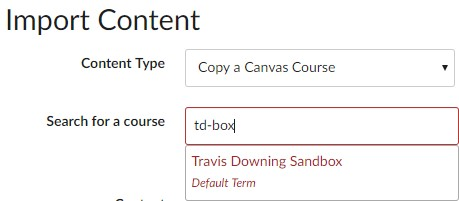 Import Content
Content Type Copy a Canvas Course
Search for a course td-box
Travis Downing Sandbox
Default Term